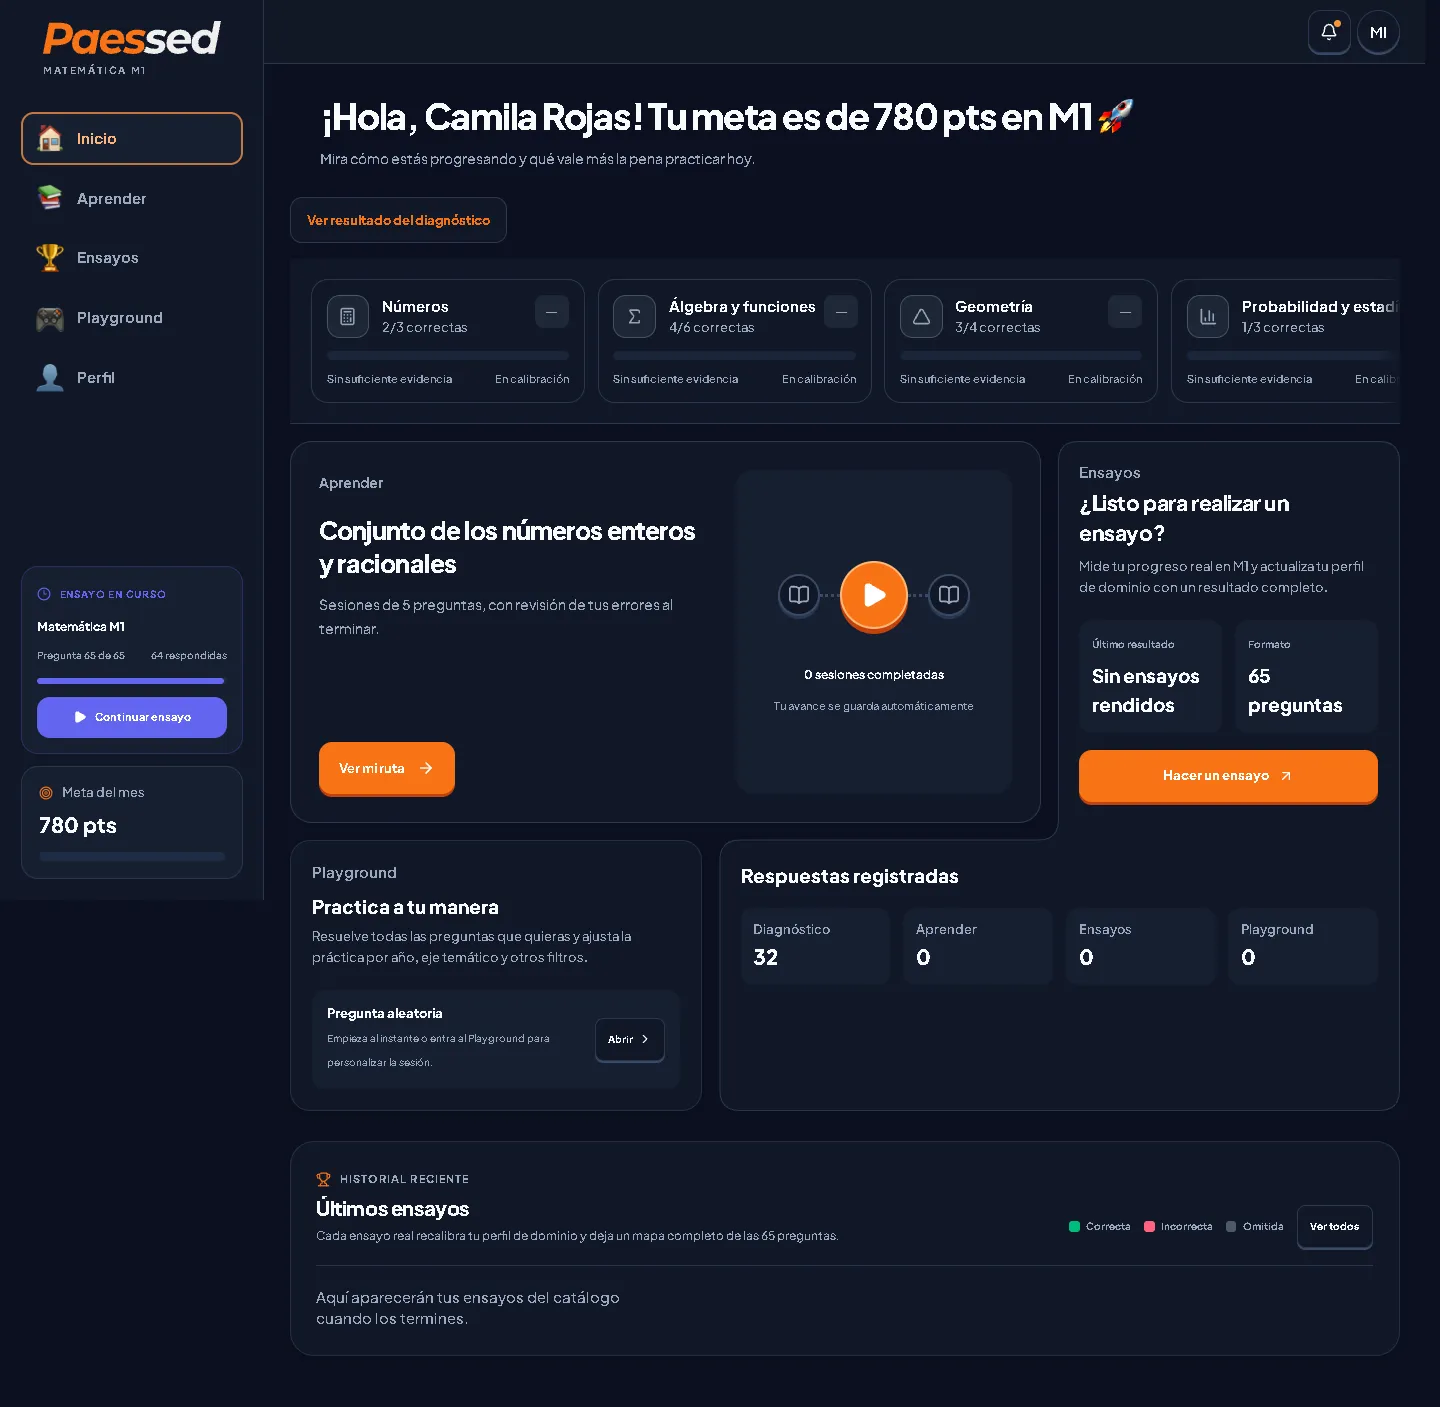 Paessed
MATEMÁTICA M1
MI
Inicio
Aprender
Ensayos
Playground
Perfil
ENSAYO EN CURSO
Matemática M1
Pregunta 65 de 65 64 respondidas
Continuar ensayo
Meta del mes
780 pts
¡Hola, Camila Rojas! Tu meta es de 780 pts en M1 🚀
Mira cómo estás progresando y qué vale más la pena practicar hoy.
Ver resultado del diagnóstico
Números
2/3 correctas
—
Sin suficiente evidencia En calibración
Álgebra y funciones
4/6 correctas
—
Sin suficiente evidencia En calibración
Geometría
3/4 correctas
—
Sin suficiente evidencia En calibración
Probabilidad y estadí
1/3 correctas
Sin suficiente evidencia En calib
Aprender
Conjunto de los números enteros
y racionales
Sesiones de 5 preguntas, con revisión de tus errores al
terminar.
Ver mi ruta
0 sesiones completadas
Tu avance se guarda automáticamente
Ensayos
¿Listo para realizar un
ensayo?
Mide tu progreso real en M1 y actualiza tu perfil
de dominio con un resultado completo.
Último resultado
Sin ensayos
rendidos
Formato
65
preguntas
Hacer un ensayo
Playground
Practica a tu manera
Resuelve todas las preguntas que quieras y ajusta la
práctica por año, eje temático y otros filtros.
Pregunta aleatoria
Empieza al instante o entra al Playground para
personalizar la sesión.
Abrir
Respuestas registradas
Diagnóstico
32
Aprender
0
Ensayos
0
Playground
0
HISTORIAL RECIENTE
Últimos ensayos
Cada ensayo real recalibra tu perfil de dominio y deja un mapa completo de las 65 preguntas.
Correcta Incorrecta Omitida
Ver todos
Aquí aparecerán tus ensayos del catálogo
cuando los termines.